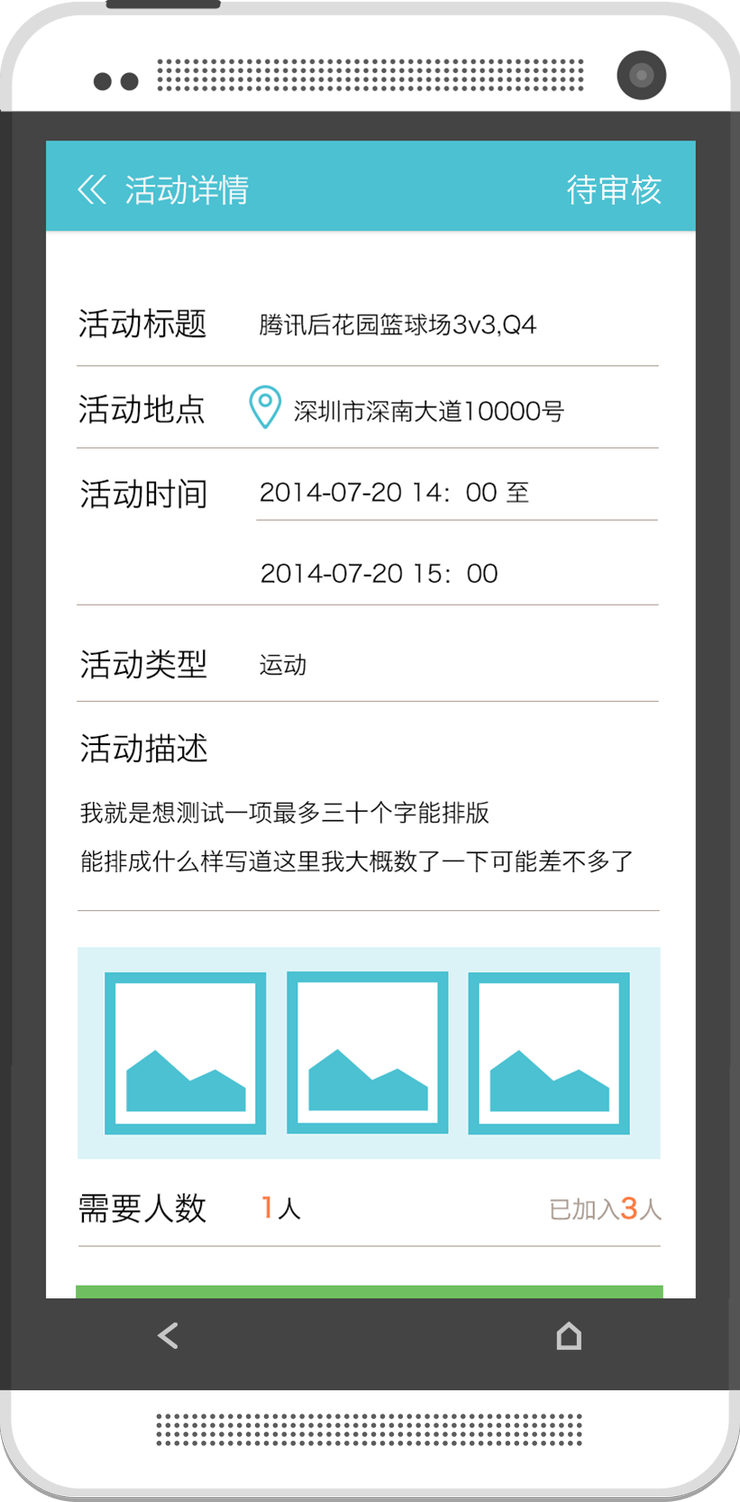 活动详情 待审核
活动标题 腾讯后花园篮球场3v3,Q4
活动地点 深圳市深南大道10000号
活动时间 2014-07-20 14：00 至
2014-07-20 15：00
活动类型 运动
活动描述
我就是想测试一项最多三十个字能排版
能排成什么样写道这里我大概数了一下可能差不多了
需要人数 1人 已加入3人